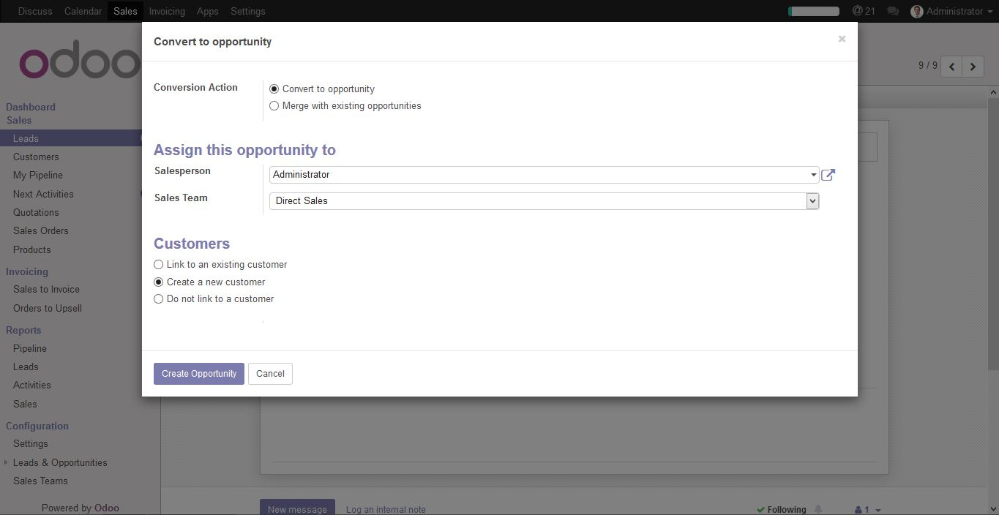 Discuss Calendar Sales Invoicing Apps Settings @ 21 Administrator
Convert to opportunity ×
odoo
9 / 9
Conversion Action
Convert to opportunity
Merge with existing opportunities
Dashboard
Sales
Leads
Customers
My Pipeline
Next Activities
Quotations
Sales Orders
Products
Invoicing
Sales to Invoice
Orders to Upsell
Reports
Pipeline
Leads
Activities
Sales
Configuration
Settings
Leads & Opportunities
Sales Teams
Powered by Odoo
Assign this opportunity to
Salesperson Administrator
Sales Team Direct Sales
Customers
Link to an existing customer
Create a new customer
Do not link to a customer
Create Opportunity Cancel
New message Log an internal note Following 1